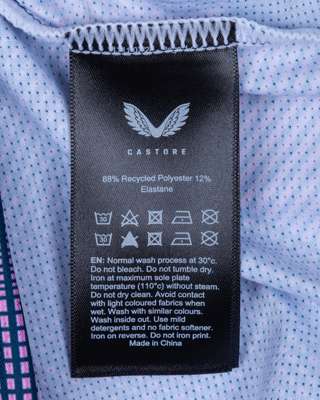 CASTORE
88% Recycled Polyester 12%
Elastane
30
30
EN: Normal wash process at 30°c.
Do not bleach. Do not tumble dry.
Iron at maximum sole plate
temperature (110°c) without steam.
Do not dry clean. Avoid contact
with light coloured fabrics when
wet. Wash with similar colours.
Wash inside out. Use mild
detergents and no fabric softener.
Iron on reverse. Do not iron print.
Made in China